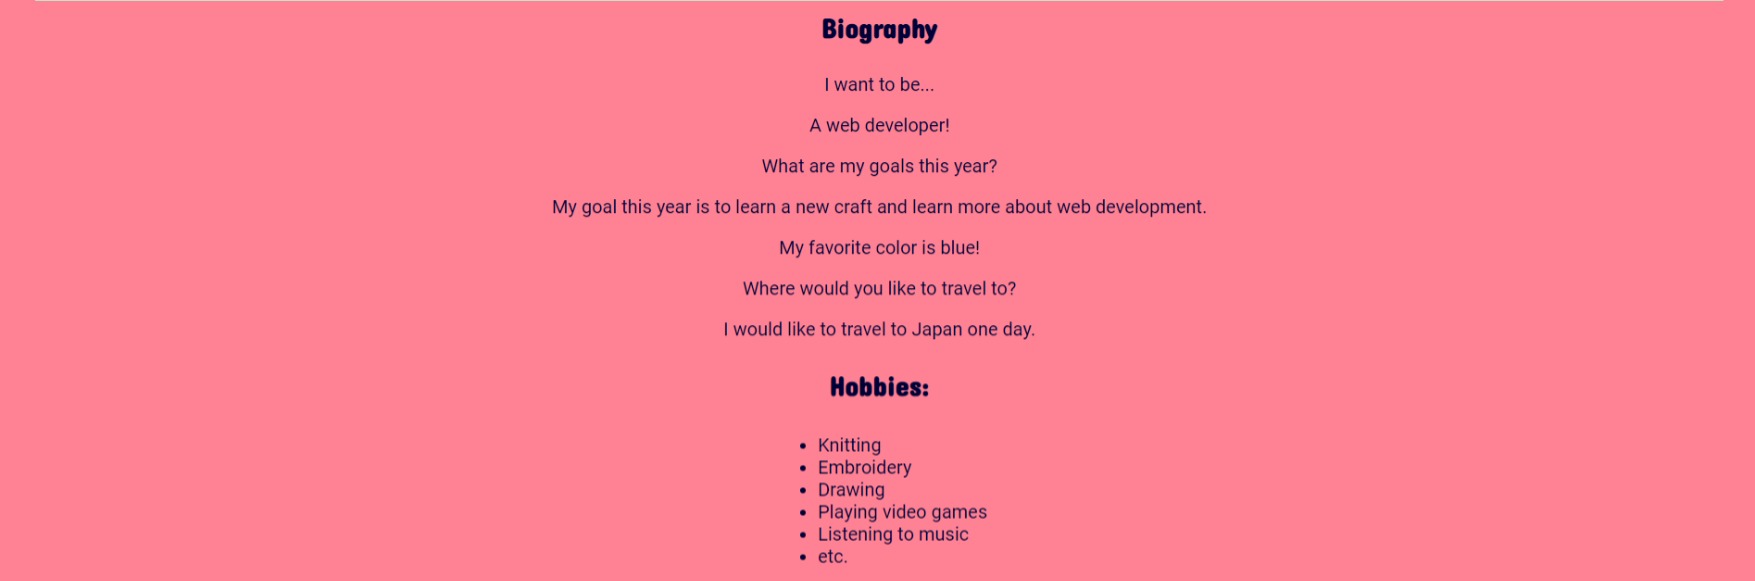 Biography
I want to be...
A web developer!
What are my goals this year?
My goal this year is to learn a new craft and learn more about web development.
My favorite color is blue!
Where would you like to travel to?
I would like to travel to Japan one day.
Hobbies:
• Knitting
• Embroidery
• Drawing
• Playing video games
• Listening to music
• etc.